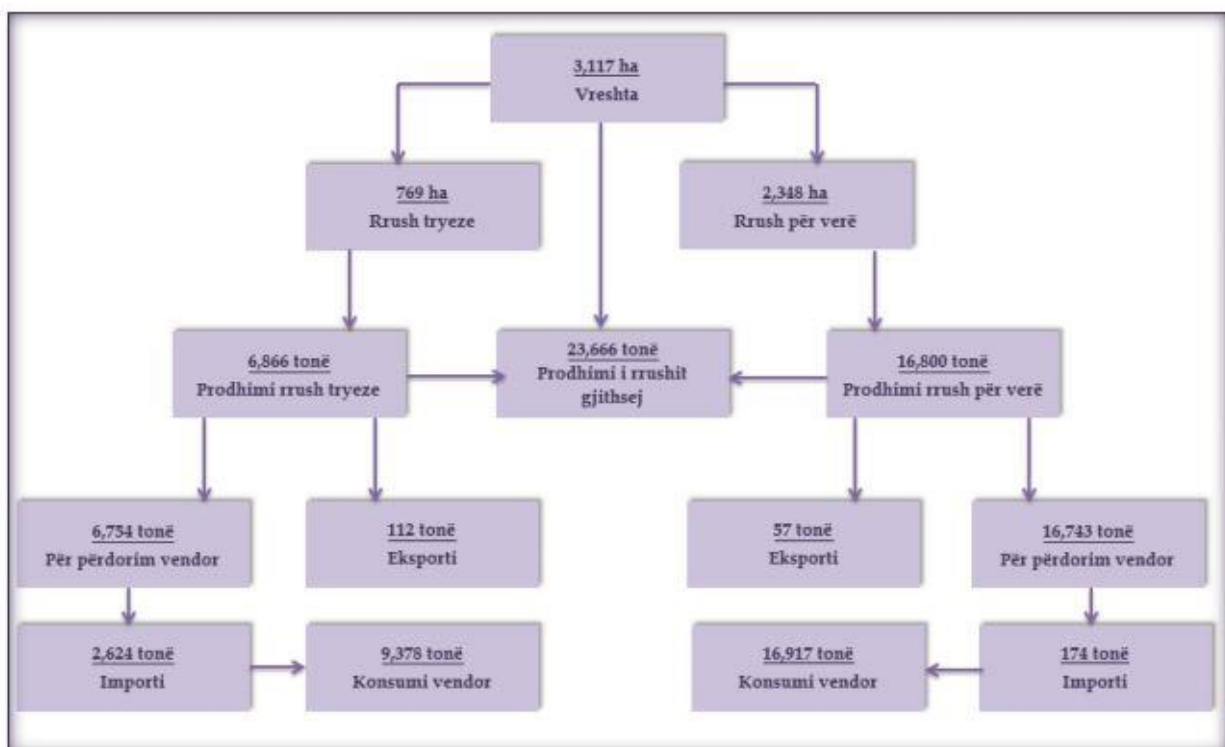 3,117 ha
Vreshta
769 ha
Rrush tryeze
2,348 ha
Rrush për verë
6,866 tonë
Prodhimi rrush tryeze
23,666 tonë
Prodhimi i rrushit
gjithsej
16,800 tonë
Prodhimi rrush për verë
6,754 tonë
Për përdorim vendor
112 tonë
Eksporti
57 tonë
Eksporti
16,743 tonë
Për përdorim vendor
2,624 tonë
Importi
9,378 tonë
Konsumi vendor
16,917 tonë
Konsumi vendor
174 tonë
Importi